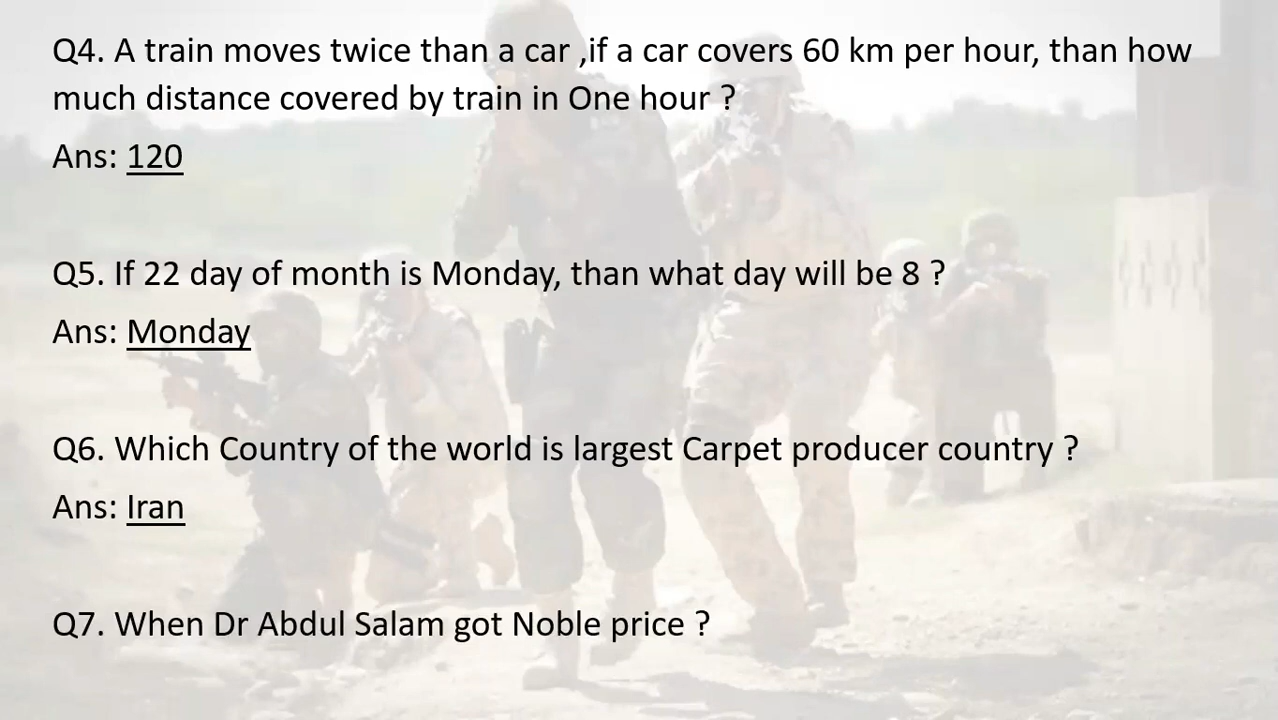 Q4. A train moves twice than a car ,if a car covers 60 km per hour, than how
much distance covered by train in One hour ?
Ans: 120
Q5. If 22 day of month is Monday, than what day will be 8 ?
Ans: Monday
Q6. Which Country of the world is largest Carpet producer country ?
Ans: Iran
Q7. When Dr Abdul Salam got Noble price ?